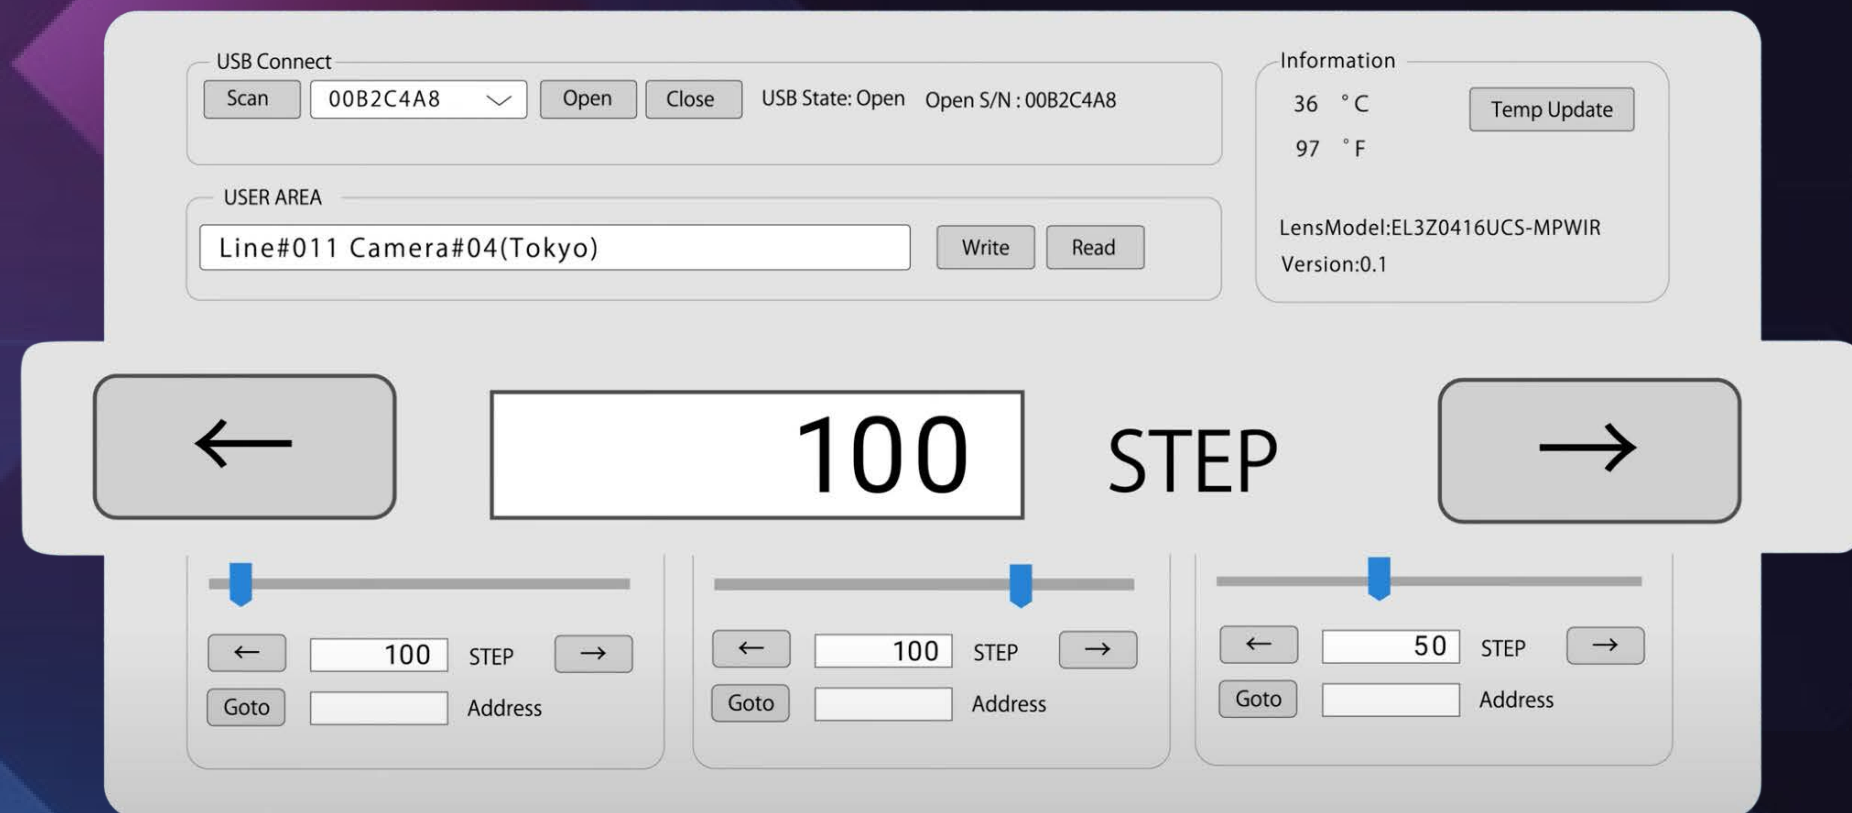 USB Connect
Scan 00B2C4A8 Open Close USB State: Open Open S/N : 00B2C4A8
USER AREA
Line#011 Camera#04(Tokyo) Write Read
Information
36 °C Temp Update
97 °F
LensModel:EL3Z0416UCS-MPWIR
Version:0.1
← 100 STEP →
← 100 STEP →
Goto Address
← 100 STEP →
Goto Address
← 50 STEP →
Goto Address